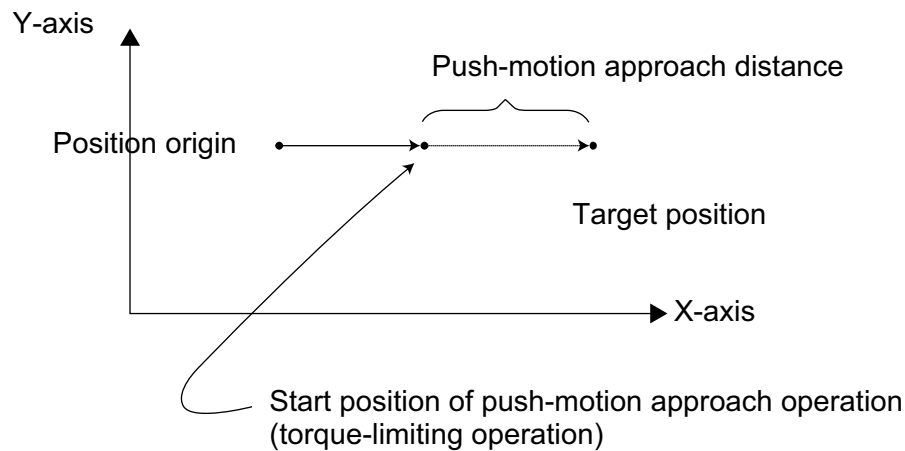 Y-axis
Push-motion approach distance
Position origin
Target position
X-axis
Start position of push-motion approach operation
(torque-limiting operation)